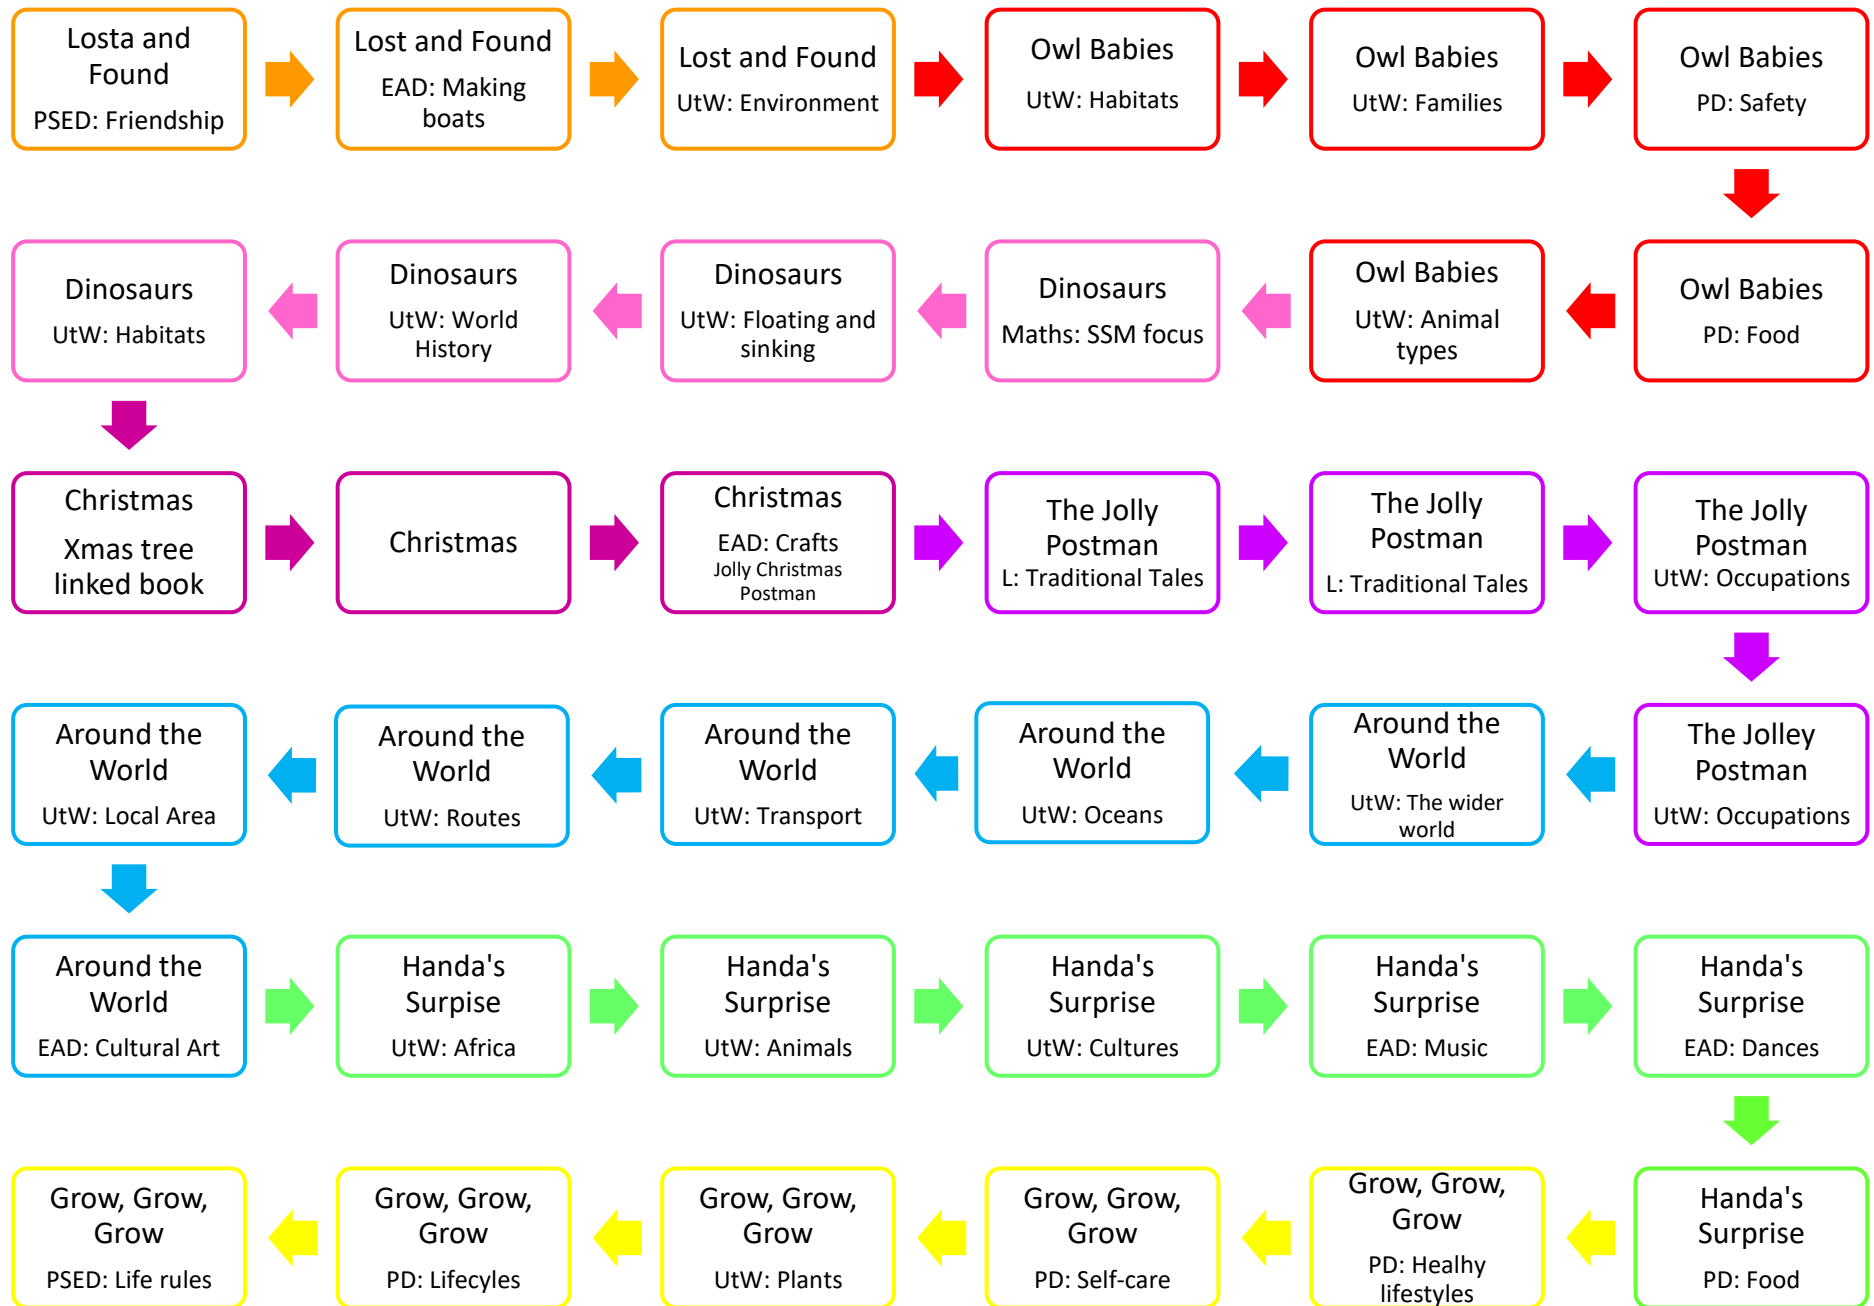 Losta and
Found
PSED: Friendship
Lost and Found
EAD: Making
boats
Lost and Found
UtW: Environment
Owl Babies
UtW: Habitats
Owl Babies
UtW: Families
Owl Babies
PD: Safety
Owl Babies
PD: Food
Owl Babies
UtW: Animal
types
Dinosaurs
Maths: SSM focus
Dinosaurs
UtW: Floating and
sinking
Dinosaurs
UtW: World
History
Dinosaurs
UtW: Habitats
Christmas
Xmas tree
linked book
Christmas
Christmas
EAD: Crafts
Jolly Christmas
Postman
The Jolly
Postman
L: Traditional Tales
The Jolly
Postman
L: Traditional Tales
The Jolly
Postman
UtW: Occupations
The Jolley
Postman
UtW: Occupations
Around the
World
UtW: The wider
world
Around the
World
UtW: Oceans
Around the
World
UtW: Transport
Around the
World
UtW: Routes
Around the
World
UtW: Local Area
Around the
World
EAD: Cultural Art
Handa's
Surpise
UtW: Africa
Handa's
Surprise
UtW: Animals
Handa's
Surprise
UtW: Cultures
Handa's
Surprise
EAD: Music
Handa's
Surprise
EAD: Dances
Handa's
Surprise
PD: Food
Grow, Grow,
Grow
PD: Healhy
lifestyles
Grow, Grow,
Grow
PD: Self-care
Grow, Grow,
Grow
UtW: Plants
Grow, Grow,
Grow
PD: Lifecyles
Grow, Grow,
Grow
PSED: Life rules